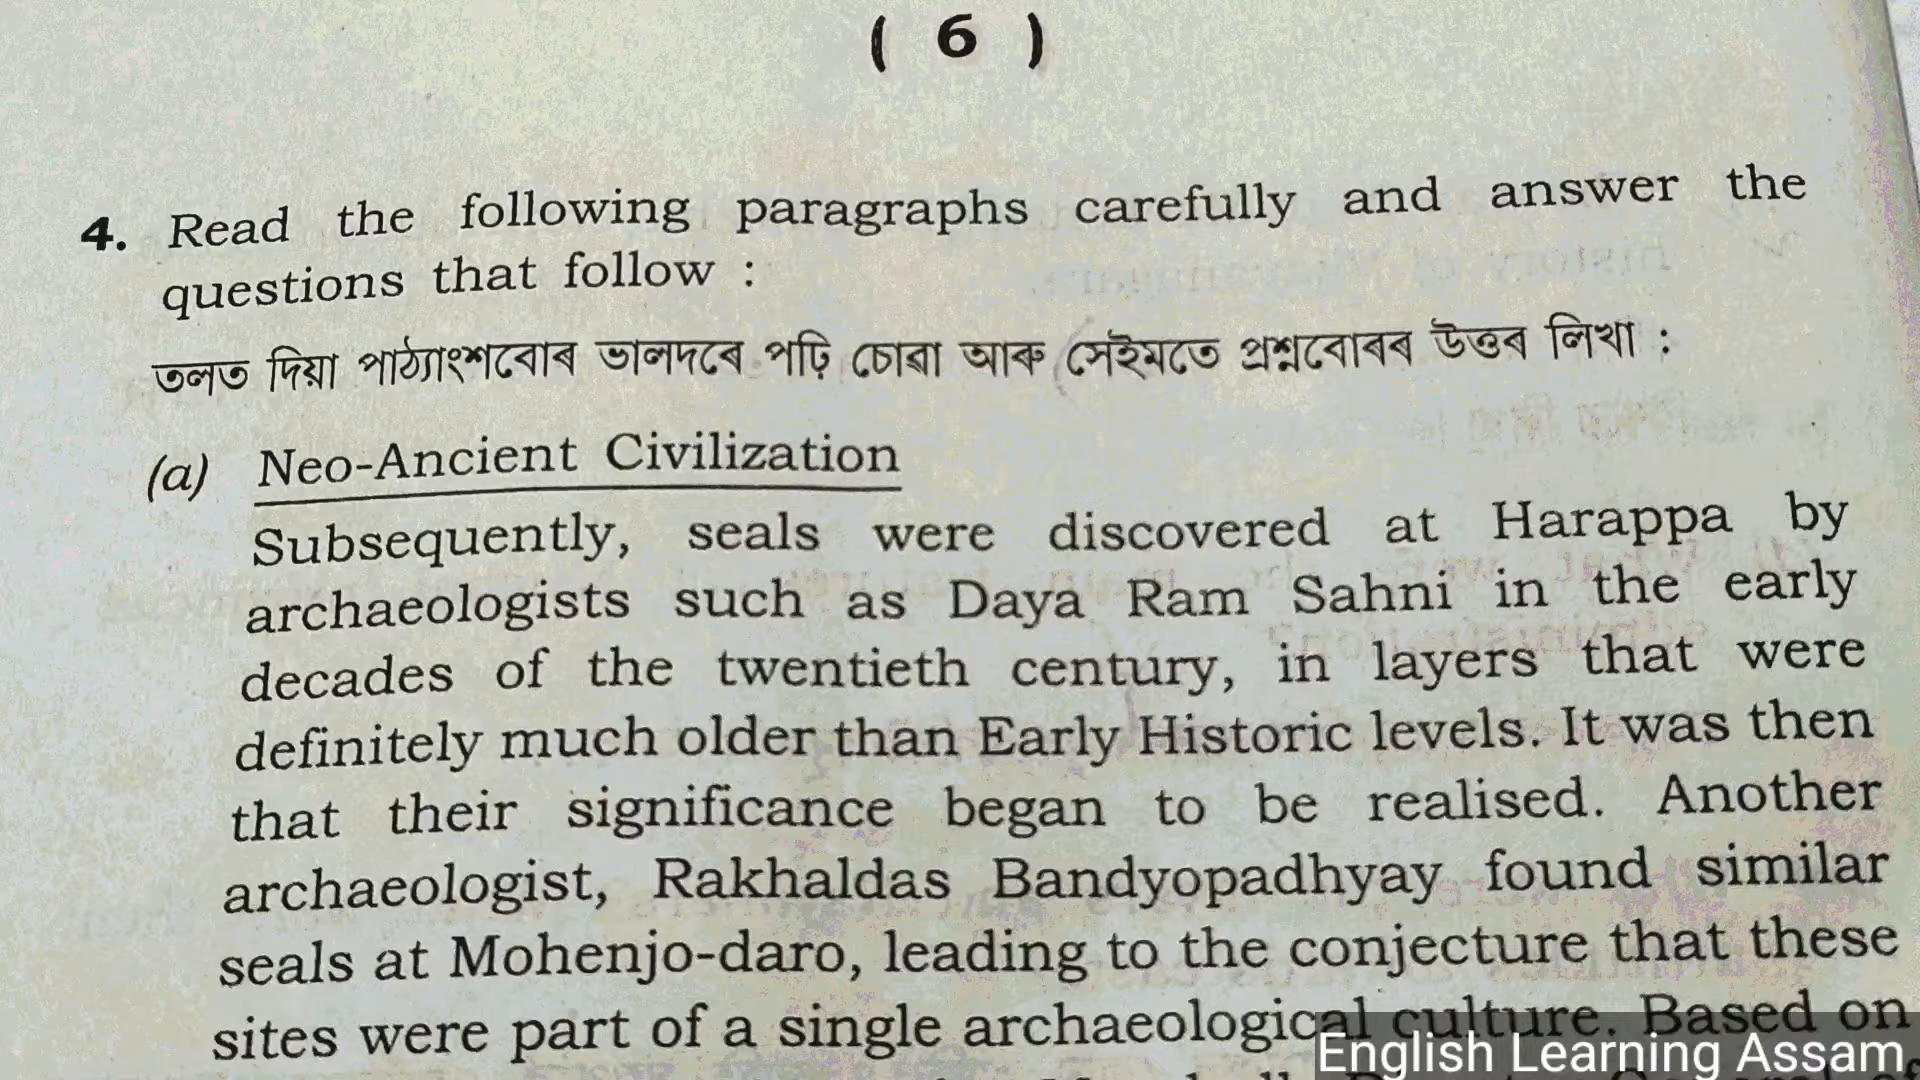 ( 6 )
4. Read the following paragraphs carefully and answer the
questions that follow :
তলত দিয়া পাঠ্যাংশবোৰ ভালদৰে পঢ়ি চোৱা আৰু সেইমতে প্ৰশ্নবোৰৰ উত্তৰ লিখা :
(a) Neo-Ancient Civilization
Subsequently, seals were discovered at Harappa by
archaeologists such as Daya Ram Sahni in the early
decades of the twentieth century, in layers that were
definitely much older than Early Historic levels. It was then
that their significance began to be realised. Another
archaeologist, Rakhaldas Bandyopadhyay found similar
seals at Mohenjo-daro, leading to the conjecture that these
sites were part of a single archaeological culture. Based on
English Learning Assam